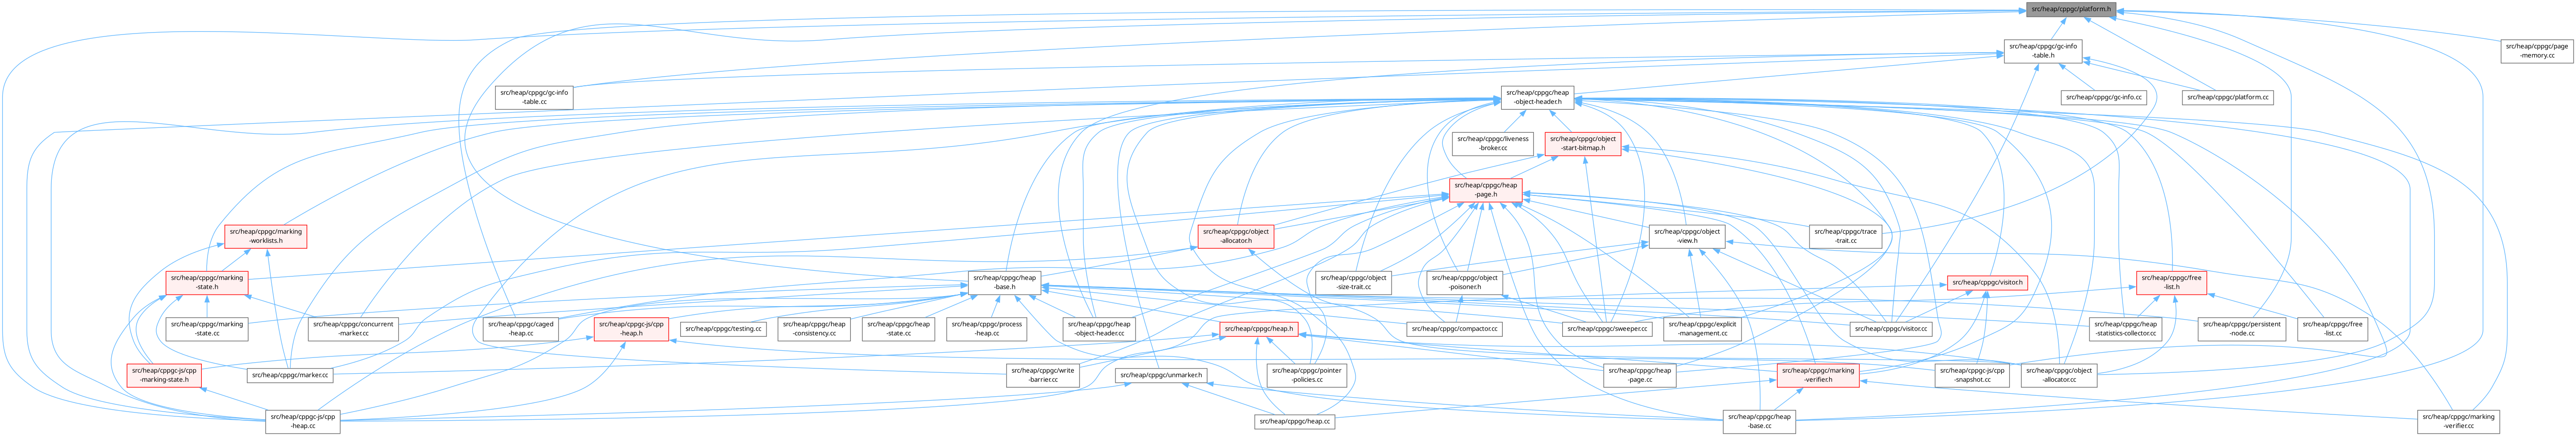 src/heap/cppgc/platform.h
src/heap/cppgc/gc-info
-table.h
src/heap/cppgc/page
-memory.cc
src/heap/cppgc/gc-info
-table.cc
src/heap/cppgc/heap
-object-header.h
src/heap/cppgc/gc-info.cc
src/heap/cppgc/platform.cc
src/heap/cppgc/liveness
-broker.cc
src/heap/cppgc/object
-start-bitmap.h
src/heap/cppgc/heap
-page.h
src/heap/cppgc/marking
-worklists.h
src/heap/cppgc/object
-allocator.h
src/heap/cppgc/object
-view.h
src/heap/cppgc/trace
-trait.cc
src/heap/cppgc/marking
-state.h
src/heap/cppgc/heap
-base.h
src/heap/cppgc/object
-size-trait.cc
src/heap/cppgc/object
-poisoner.h
src/heap/cppgc/visitor.h
src/heap/cppgc/free
-list.h
src/heap/cppgc/marking
-state.cc
src/heap/cppgc/concurrent
-marker.cc
src/heap/cppgc/caged
-heap.cc
src/heap/cppgc-js/cpp
-heap.h
src/heap/cppgc/testing.cc
src/heap/cppgc/heap
-consistency.cc
src/heap/cppgc/heap
-state.cc
src/heap/cppgc/process
-heap.cc
src/heap/cppgc/heap
-object-header.cc
src/heap/cppgc/heap.h
src/heap/cppgc/compactor.cc
src/heap/cppgc/sweeper.cc
src/heap/cppgc/explicit
-management.cc
src/heap/cppgc/visitor.cc
src/heap/cppgc/heap
-statistics-collector.cc
src/heap/cppgc/persistent
-node.cc
src/heap/cppgc/free
-list.cc
src/heap/cppgc-js/cpp
-marking-state.h
src/heap/cppgc/marker.cc
src/heap/cppgc/write
-barrier.cc
src/heap/cppgc/unmarker.h
src/heap/cppgc/pointer
-policies.cc
src/heap/cppgc/heap
-page.cc
src/heap/cppgc/marking
-verifier.h
src/heap/cppgc-js/cpp
-snapshot.cc
src/heap/cppgc/object
-allocator.cc
src/heap/cppgc-js/cpp
-heap.cc
src/heap/cppgc/heap.cc
src/heap/cppgc/heap
-base.cc
src/heap/cppgc/marking
-verifier.cc